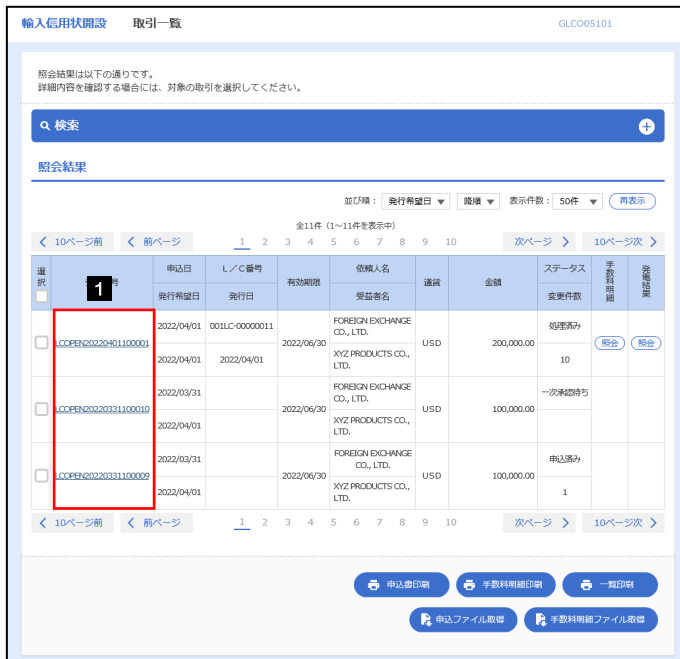 輸入信用状開設 取引一覧 GLCO05101
照会結果は以下の通りです。
詳細内容を確認する場合には、対象の取引を選択してください。
検索
照会結果
並び順： 発行希望日 ▼ 降順 ▼ 表示件数： 50件 ▼ 再表示
全11件（1～11件を表示中）
10ページ前 前ページ 1 2 3 4 5 6 7 8 9 10 次ページ 10ページ次
選択 号 申込日 L／C番号 有効期限 依頼人名 通貨 金額 ステータス 手数料明細 発電結果
1
発行希望日 発行日 受益者名 変更件数
LCOPEN20220401100001 2022/04/01 001LC-00000011 2022/06/30 FOREIGN EXCHANGE CO., LTD. USD 200,000.00 処理済み 照会 照会
2022/04/01 2022/04/01 XYZ PRODUCTS CO., LTD. 10
LCOPEN20220331100010 2022/03/31 2022/06/30 FOREIGN EXCHANGE CO., LTD. USD 100,000.00 一次承認待ち
2022/04/01 XYZ PRODUCTS CO., LTD.
LCOPEN20220331100009 2022/03/31 2022/06/30 FOREIGN EXCHANGE CO., LTD. USD 100,000.00 申込済み
2022/04/01 XYZ PRODUCTS CO., LTD. 1
10ページ前 前ページ 1 2 3 4 5 6 7 8 9 10 次ページ 10ページ次
申込書印刷 手数料明細印刷 一覧印刷
申込ファイル取得 手数料明細ファイル取得